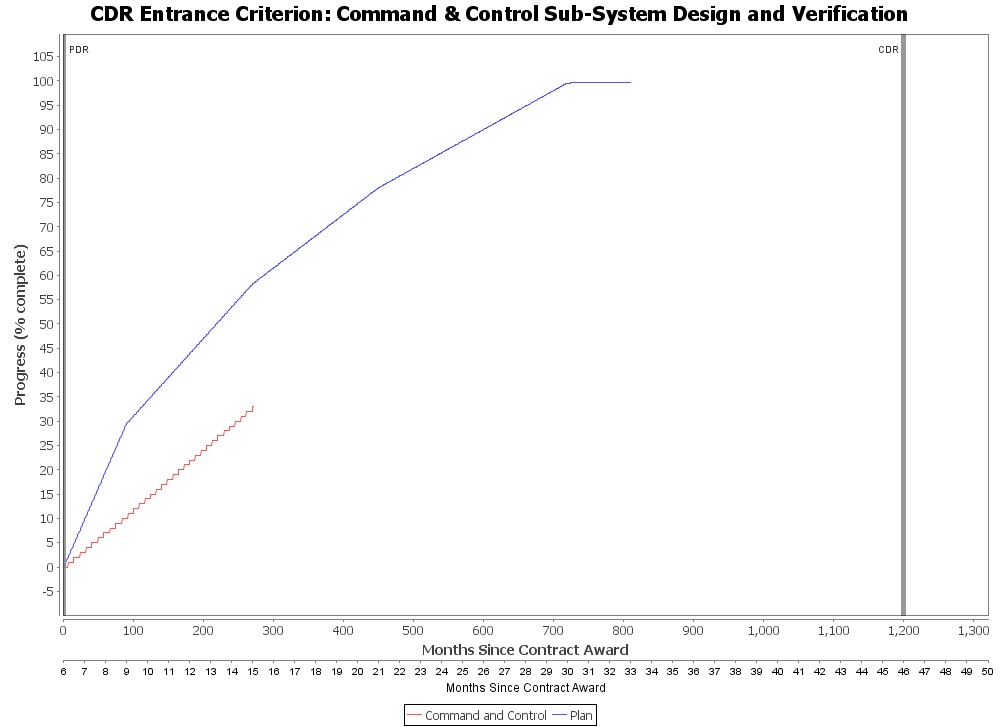 CDR Entrance Criterion: Command & Control Sub-System Design and Verification
PDR
CDR
105
100
95
90
85
80
75
70
65
60
55
50
45
40
35
30
25
20
15
10
5
0
-5
Progress (% complete)
0 100 200 300 400 500 600 700 800 900 1,000 1,100 1,200 1,300
Months Since Contract Award
6 7 8 9 10 11 12 13 14 15 16 17 18 19 20 21 22 23 24 25 26 27 28 29 30 31 32 33 34 35 36 37 38 39 40 41 42 43 44 45 46 47 48 49 50
Months Since Contract Award
Command and Control Plan